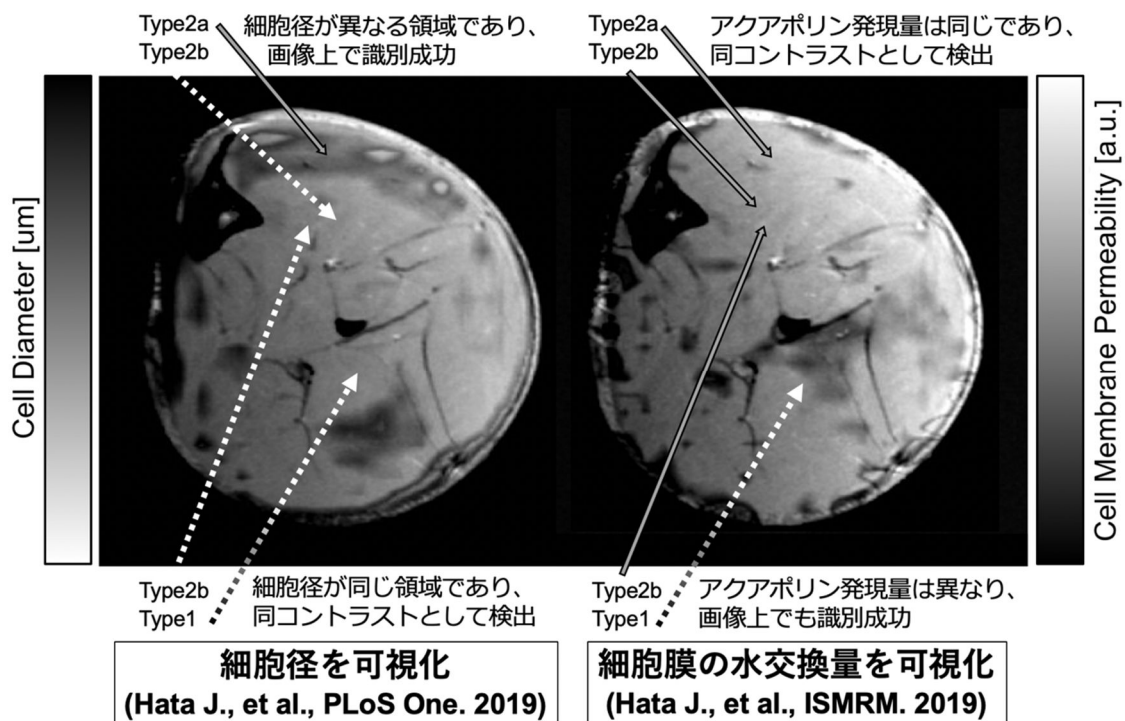 Type2a
Type2b
細胞径が異なる領域であり、
画像上で識別成功
Type2a
Type2b
アクアポリン発現量は同じであり、
同コントラストとして検出
Cell Diameter [um]
Cell Membrane Permeability [a.u.]
Type2b
Type1
細胞径が同じ領域であり、
同コントラストとして検出
Type2b
Type1
アクアポリン発現量は異なり、
画像上でも識別成功
細胞径を可視化
(Hata J., et al., PLoS One. 2019)
細胞膜の水交換量を可視化
(Hata J., et al., ISMRM. 2019)